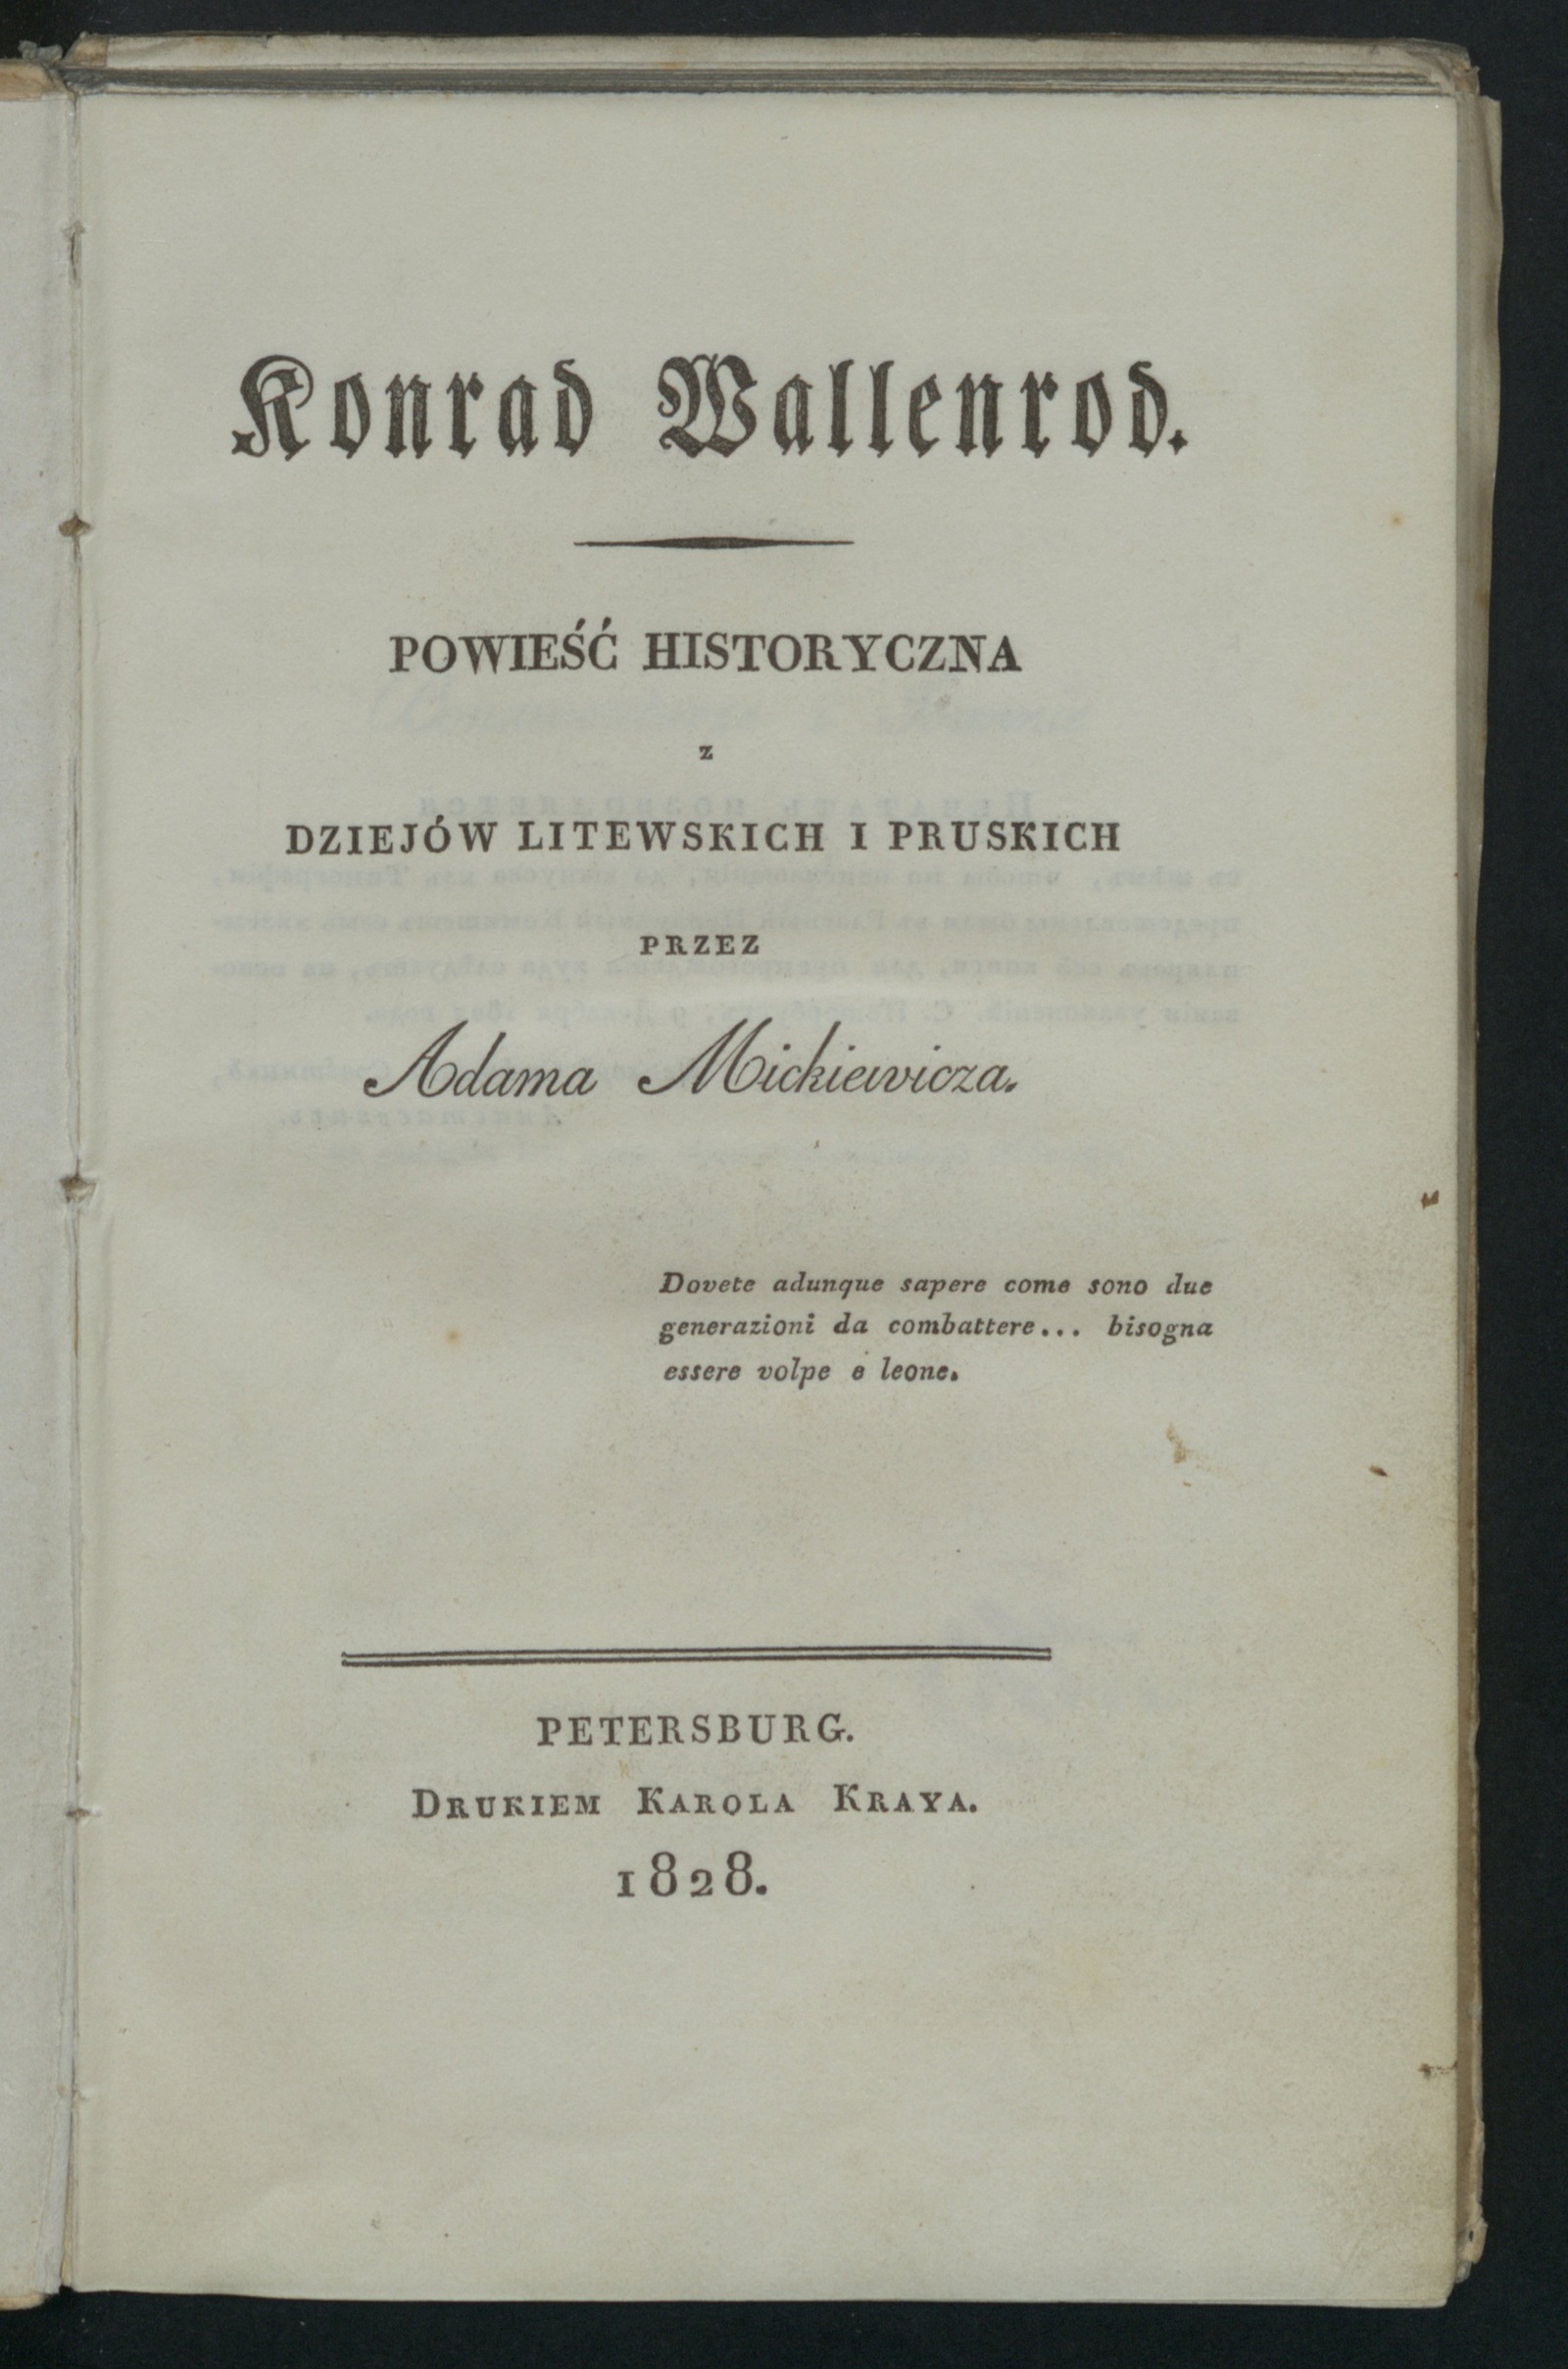 Konrad Wallenrod.
POWIEŚĆ HISTORYCZNA
Z
DZIEJÓW LITEWSKICH I PRUSKICH
PRZEZ
Adama Mickiewicza.
Dovete adunque sapere come sono due
generazioni da combattere... bisogna
essere volpe e leone.
PETERSBURG.
DRUKIEM KAROLA KRAYA.
1828.